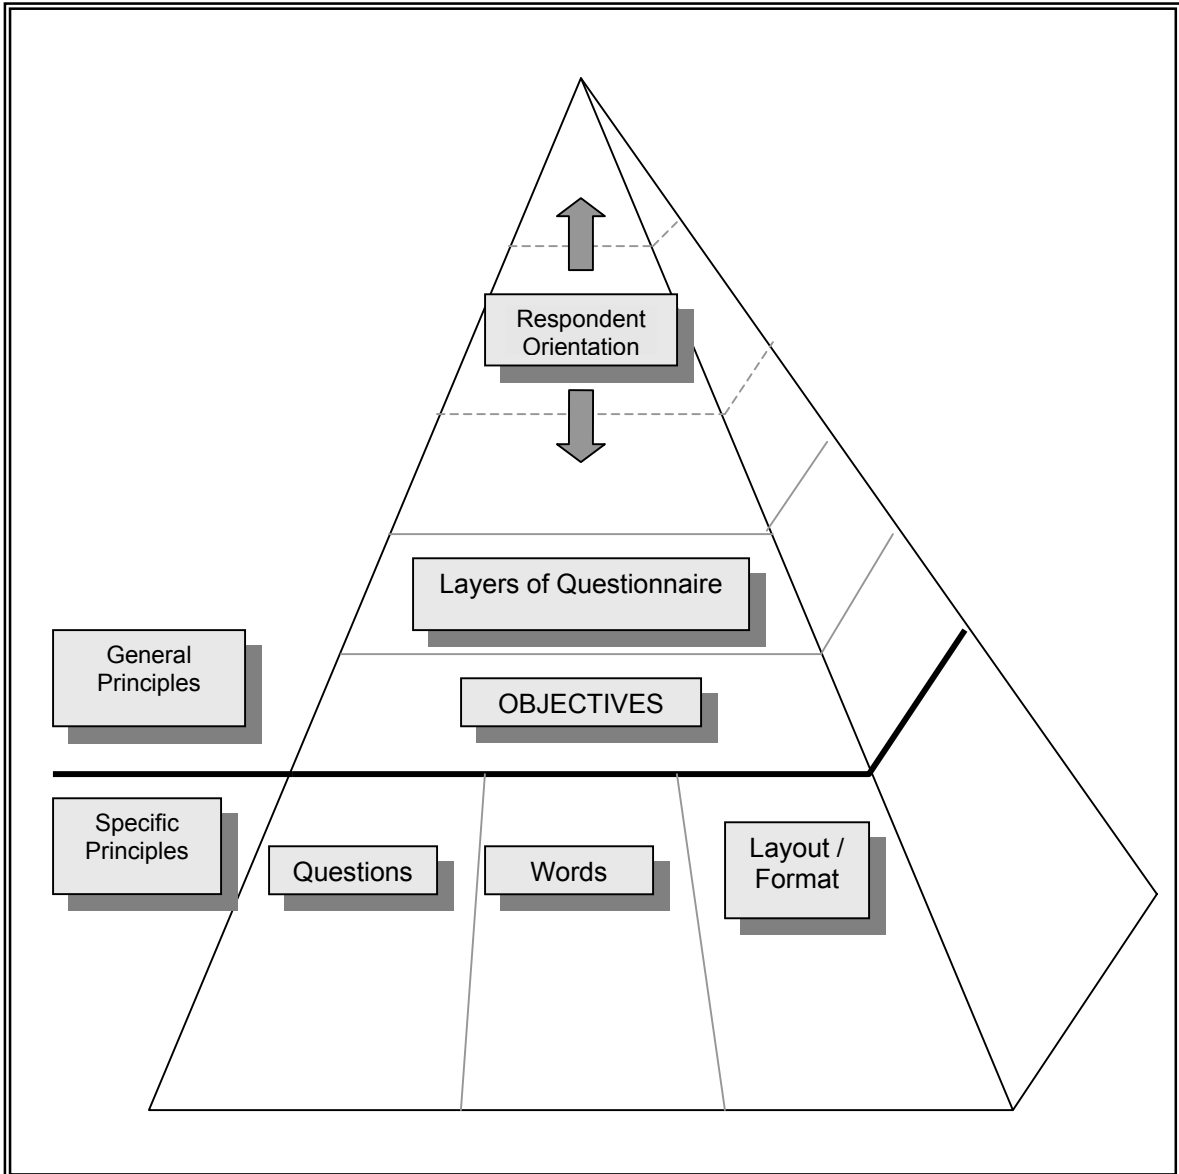 Respondent
Orientation
Layers of Questionnaire
General
Principles
OBJECTIVES
Specific
Principles
Questions
Words
Layout /
Format